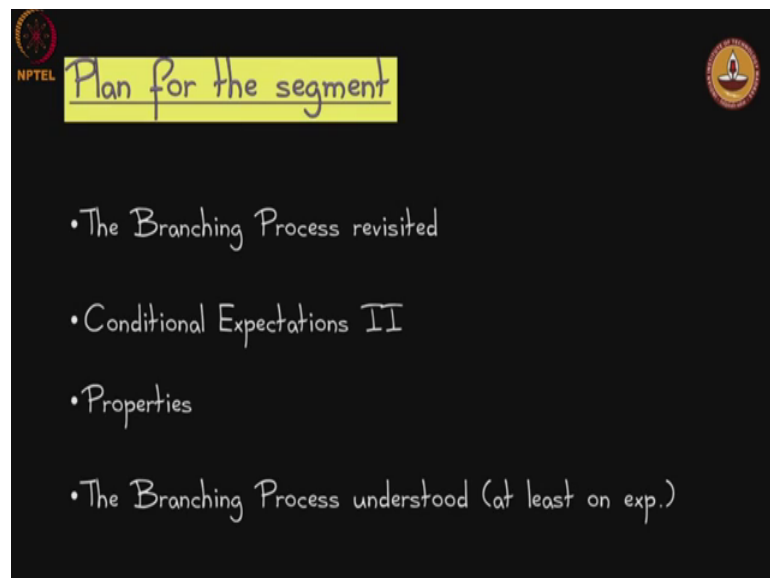 NPTEL
Plan for the segment
•The Branching Process revisited
•Conditional Expectations II
•Properties
•The Branching Process understood (at least on exp.)